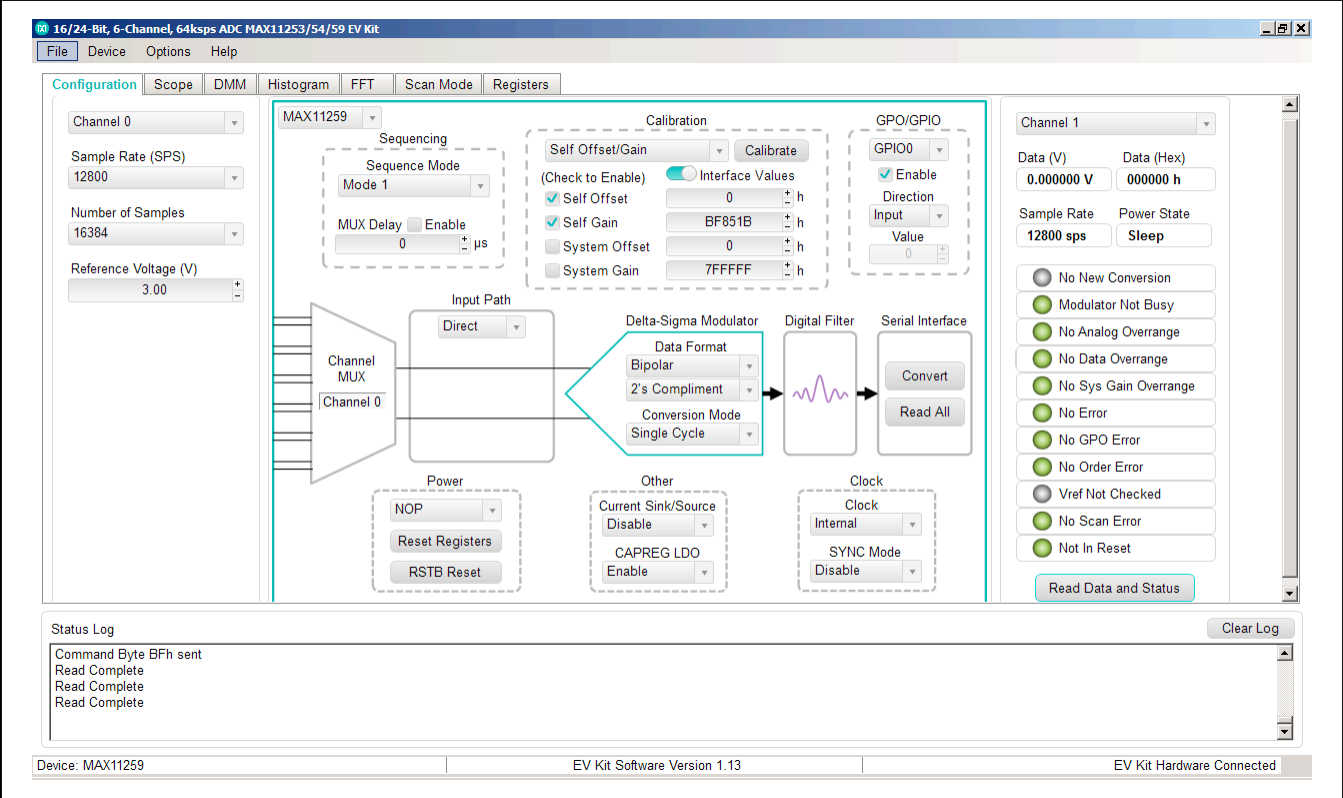 16/24-Bit, 6-Channel, 64ksps ADC MAX11253/54/59 EV Kit
File Device Options Help
Configuration Scope DMM Histogram FFT Scan Mode Registers
Channel 0
Sample Rate (SPS)
12800
Number of Samples
16384
Reference Voltage (V)
3.00
MAX11259
Sequencing
Sequence Mode
Mode 1
MUX Delay Enable
0 µs
Calibration
Self Offset/Gain Calibrate
(Check to Enable) Interface Values
Self Offset 0 h
Self Gain BF851B h
System Offset 0 h
System Gain 7FFFFF h
GPO/GPIO
GPIO0
Enable
Direction
Input
Value
0
Channel
MUX
Channel 0
Input Path
Direct
Delta-Sigma Modulator
Data Format
Bipolar
2's Compliment
Conversion Mode
Single Cycle
Digital Filter
Serial Interface
Convert
Read All
Power
NOP
Reset Registers
RSTB Reset
Other
Current Sink/Source
Disable
CAPREG LDO
Enable
Clock
Clock
Internal
SYNC Mode
Disable
Channel 1
Data (V) Data (Hex)
0.000000 V 000000 h
Sample Rate Power State
12800 sps Sleep
No New Conversion
Modulator Not Busy
No Analog Overrange
No Data Overrange
No Sys Gain Overrange
No Error
No GPO Error
No Order Error
Vref Not Checked
No Scan Error
Not In Reset
Read Data and Status
Status Log Clear Log
Command Byte BFh sent
Read Complete
Read Complete
Read Complete
Device: MAX11259 EV Kit Software Version 1.13 EV Kit Hardware Connected